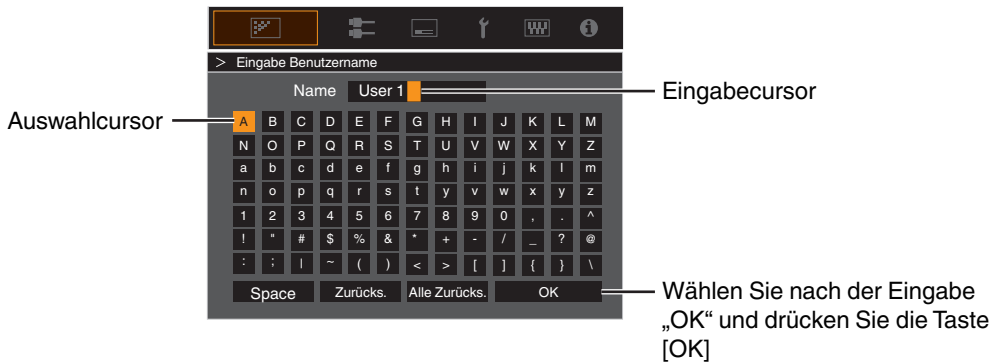 > Eingabe Benutzername
Name User 1
Eingabecursor
Auswahlcursor
A B C D E F G H I J K L M
N O P Q R S T U V W X Y Z
a b c d e f g h i j k l m
n o p q r s t y v w x y z
1 2 3 4 5 6 7 8 9 0 , . ^
! " # $ % & * + - / _ ? @
: ; | ~ ( ) < > [ ] { } \
Space Zurücks. Alle Zurücks. OK
Wählen Sie nach der Eingabe
„OK“ und drücken Sie die Taste
[OK]